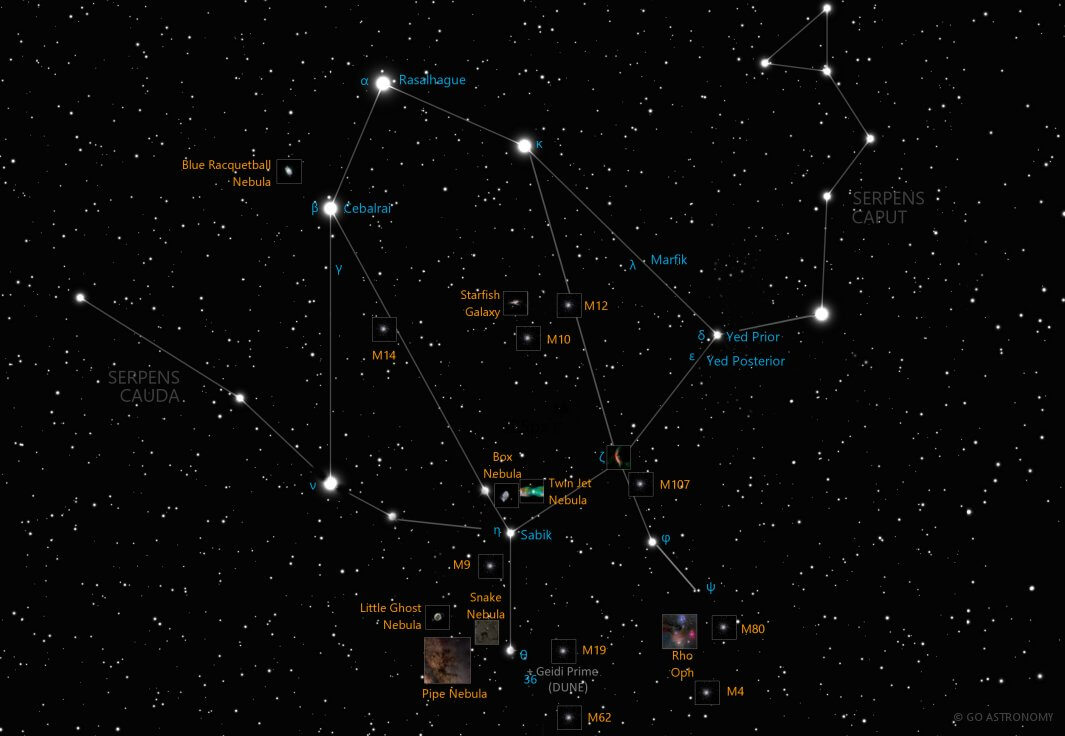 α
Rasalhague
κ
Blue Racquetball
Nebula
β
Cebalrai
SERPENS
CAPUT
γ
λ
Marfik
Starfish
Galaxy
M12
M10
M14
δ
Yed Prior
ε
Yed Posterior
SERPENS
CAUDA
Box
Nebula
ζ
Twin Jet
Nebula
M107
ν
η
Sabik
φ
M9
ψ
Snake
Nebula
Little Ghost
Nebula
M80
θ
M19
Rho
Oph
Geidi Prime
(DUNE)
36
Pipe Nebula
M4
M62
© GO ASTRONOMY